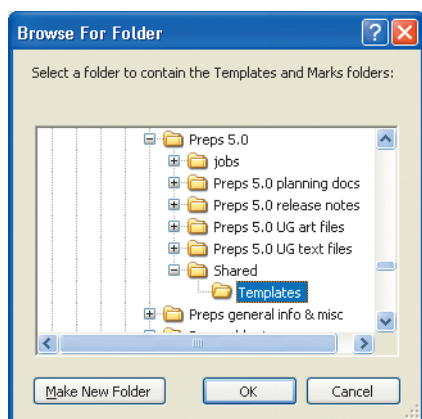 Browse For Folder
Select a folder to contain the Templates and Marks folders:
Preps 5.0
jobs
Preps 5.0 planning docs
Preps 5.0 release notes
Preps 5.0 UG art files
Preps 5.0 UG text files
Shared
Templates
Preps general info & misc
Make New Folder
OK
Cancel